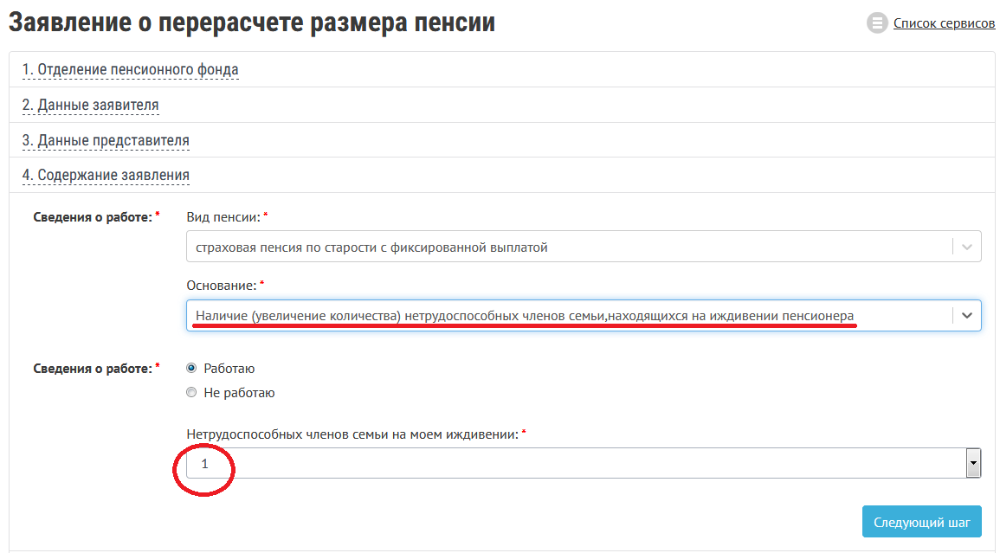 Заявление о перерасчете размера пенсии
Список сервисов
1. Отделение пенсионного фонда
2. Данные заявителя
3. Данные представителя
4. Содержание заявления
Сведения о работе: * Вид пенсии: *
страховая пенсия по старости с фиксированной выплатой
Основание: *
Наличие (увеличение количества) нетрудоспособных членов семьи,находящихся на иждивении пенсионера
Сведения о работе: * Работаю
Не работаю
Нетрудоспособных членов семьи на моем иждивении: *
1
Следующий шаг